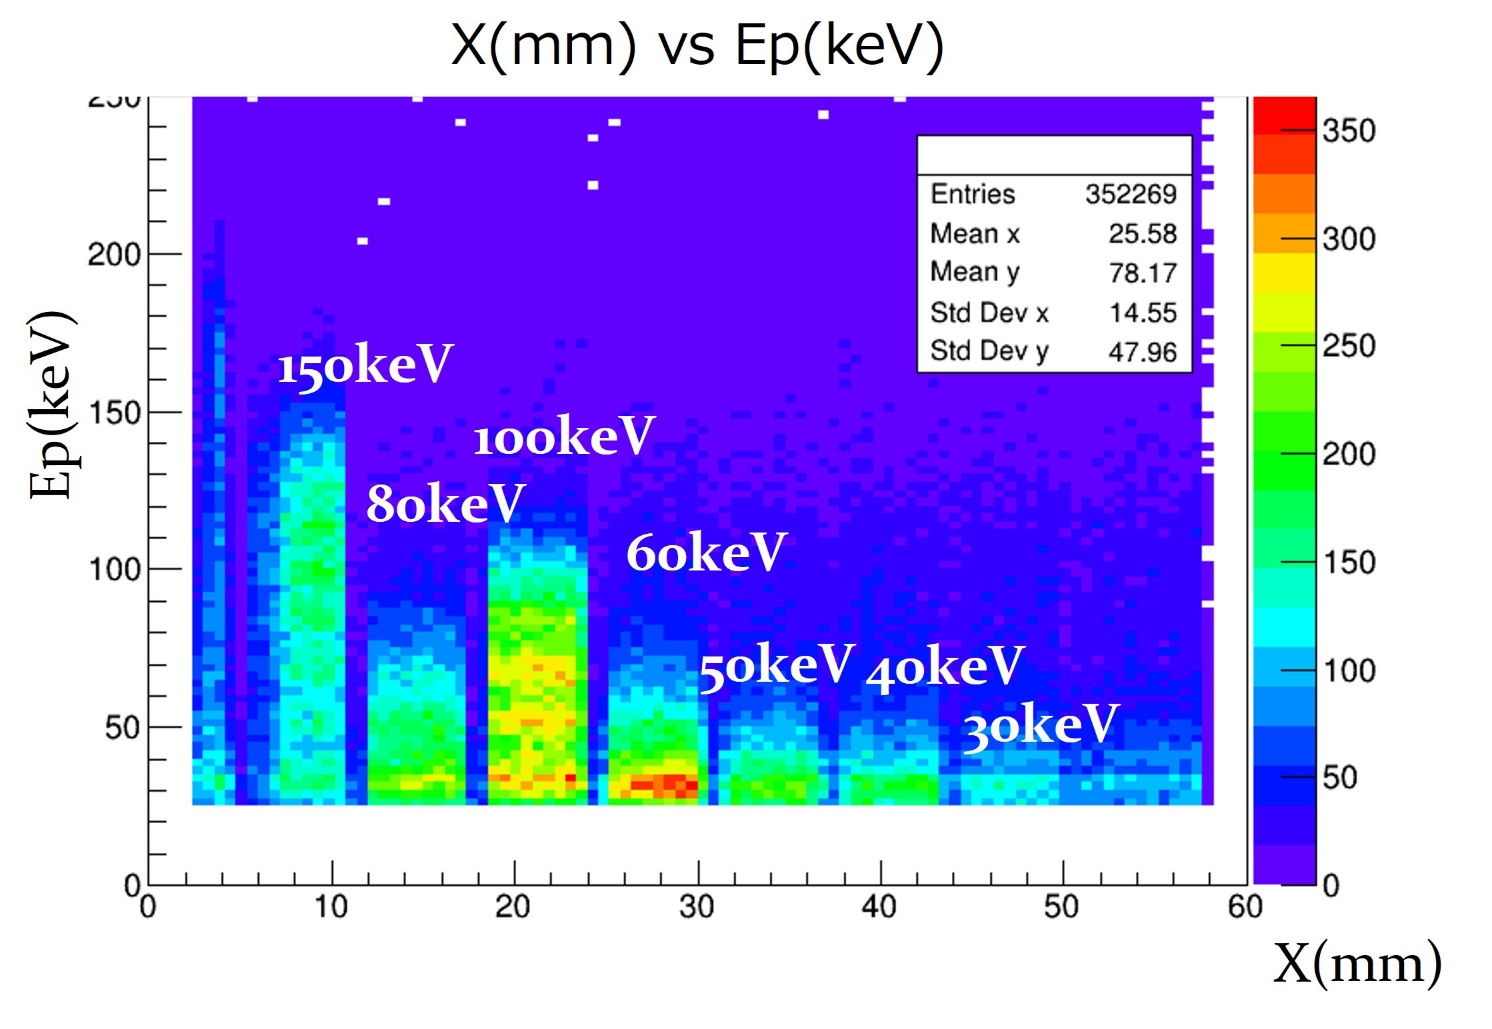 X(mm) vs Ep(keV)
250
200
150
100
50
0
Ep(keV)
0 10 20 30 40 50 60
X(mm)
150keV
100keV
80keV
60keV
50keV 40keV
30keV
Entries 352269
Mean x 25.58
Mean y 78.17
Std Dev x 14.55
Std Dev y 47.96
350
300
250
200
150
100
50
0